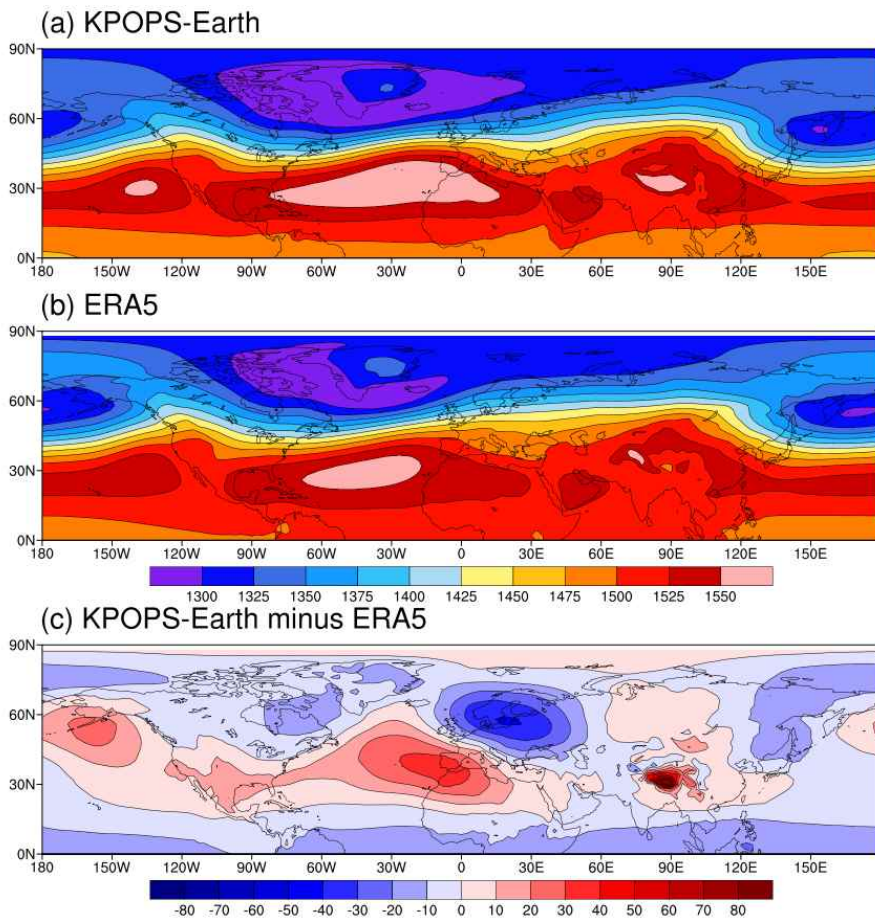 (a) KPOPS-Earth
90N
60N
30N
0N
180 150W 120W 90W 60W 30W 0 30E 60E 90E 120E 150E
(b) ERA5
90N
60N
30N
0N
180 150W 120W 90W 60W 30W 0 30E 60E 90E 120E 150E
1300 1325 1350 1375 1400 1425 1450 1475 1500 1525 1550
(c) KPOPS-Earth minus ERA5
90N
60N
30N
0N
180 150W 120W 90W 60W 30W 0 30E 60E 90E 120E 150E
-80 -70 -60 -50 -40 -30 -20 -10 0 10 20 30 40 50 60 70 80